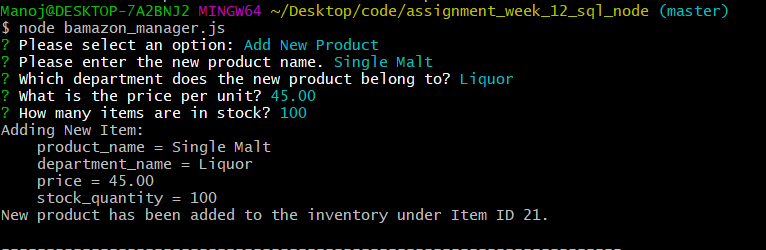 Manoj@DESKTOP-7A2BNJ2 MINGW64 ~/Desktop/code/assignment_week_12_sql_node (master)
$ node bamazon_manager.js
? Please select an option: Add New Product
? Please enter the new product name. Single Malt
? Which department does the new product belong to? Liquor
? What is the price per unit? 45.00
? How many items are in stock? 100
Adding New Item:
    product_name = Single Malt
    department_name = Liquor
    price = 45.00
    stock_quantity = 100
New product has been added to the inventory under Item ID 21.
---------------------------------------------------------------------